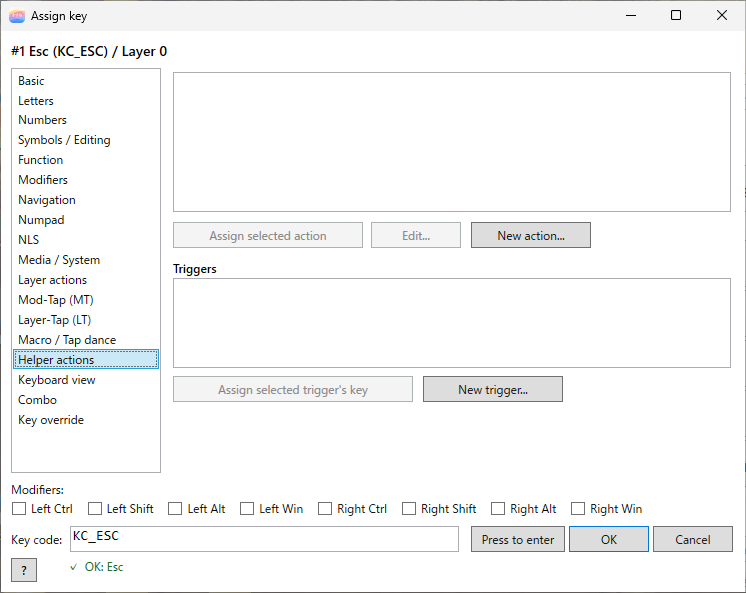 Assign key
#1 Esc (KC_ESC) / Layer 0
Basic
Letters
Numbers
Symbols / Editing
Function
Modifiers
Navigation
Numpad
NLS
Media / System
Layer actions
Mod-Tap (MT)
Layer-Tap (LT)
Macro / Tap dance
Helper actions
Keyboard view
Combo
Key override
Assign selected action
Edit...
New action...
Triggers
Assign selected trigger's key
New trigger...
Modifiers:
Left Ctrl
Left Shift
Left Alt
Left Win
Right Ctrl
Right Shift
Right Alt
Right Win
Key code:
KC_ESC
Press to enter
OK
Cancel
?
✓ OK: Esc